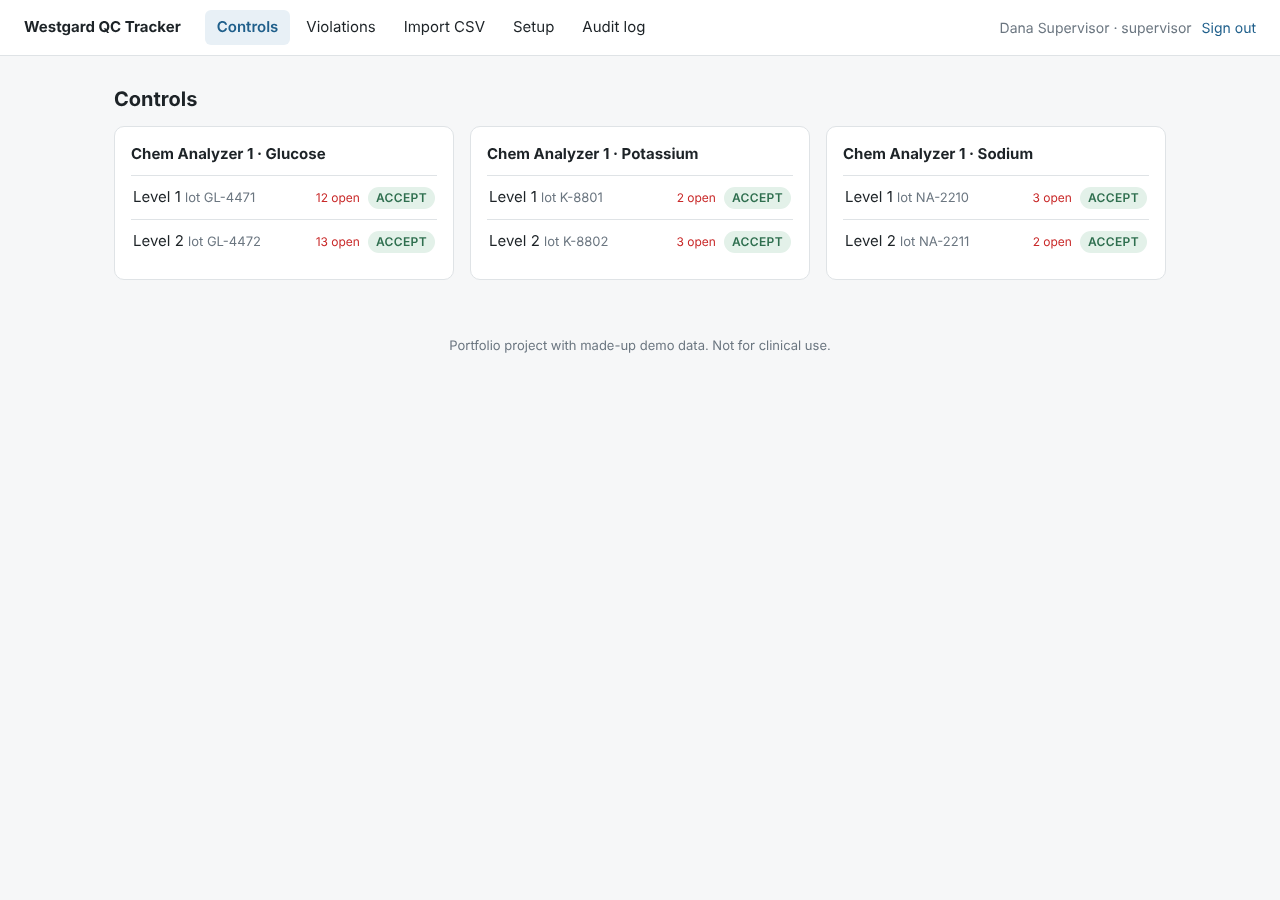 Westgard QC Tracker Controls Violations Import CSV Setup Audit log Dana Supervisor · supervisor Sign out
Controls
Chem Analyzer 1 · Glucose
Level 1 lot GL-4471 12 open ACCEPT
Level 2 lot GL-4472 13 open ACCEPT
Chem Analyzer 1 · Potassium
Level 1 lot K-8801 2 open ACCEPT
Level 2 lot K-8802 3 open ACCEPT
Chem Analyzer 1 · Sodium
Level 1 lot NA-2210 3 open ACCEPT
Level 2 lot NA-2211 2 open ACCEPT
Portfolio project with made-up demo data. Not for clinical use.